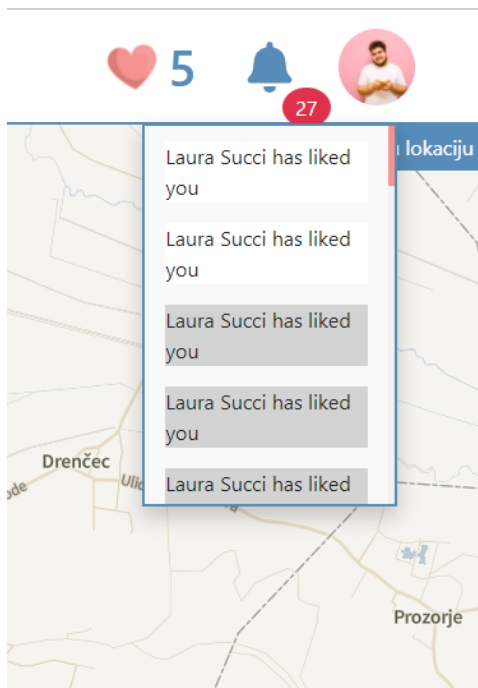 5
27
lokaciju
Laura Succi has liked
you
Laura Succi has liked
you
Laura Succi has liked
you
Laura Succi has liked
you
Laura Succi has liked
Drenčec
Prozorje